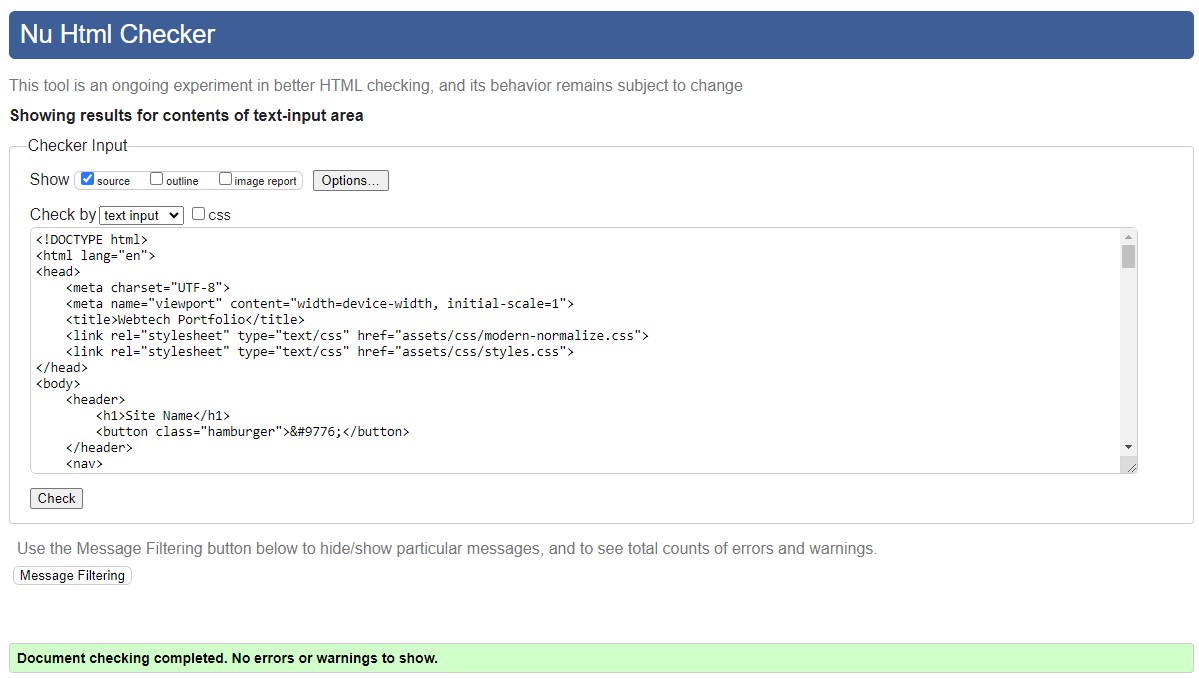 Nu Html Checker
This tool is an ongoing experiment in better HTML checking, and its behavior remains subject to change
Showing results for contents of text-input area
Checker Input
Show source outline image report Options...
Check by text input css
<!DOCTYPE html>
<html lang="en">
<head>
    <meta charset="UTF-8">
    <meta name="viewport" content="width=device-width, initial-scale=1">
    <title>Webtech Portfolio</title>
    <link rel="stylesheet" type="text/css" href="assets/css/modern-normalize.css">
    <link rel="stylesheet" type="text/css" href="assets/css/styles.css">
</head>
<body>
    <header>
        <h1>Site Name</h1>
        <button class="hamburger">&#9776;</button>
    </header>
    <nav>
Check
Use the Message Filtering button below to hide/show particular messages, and to see total counts of errors and warnings.
Message Filtering
Document checking completed. No errors or warnings to show.